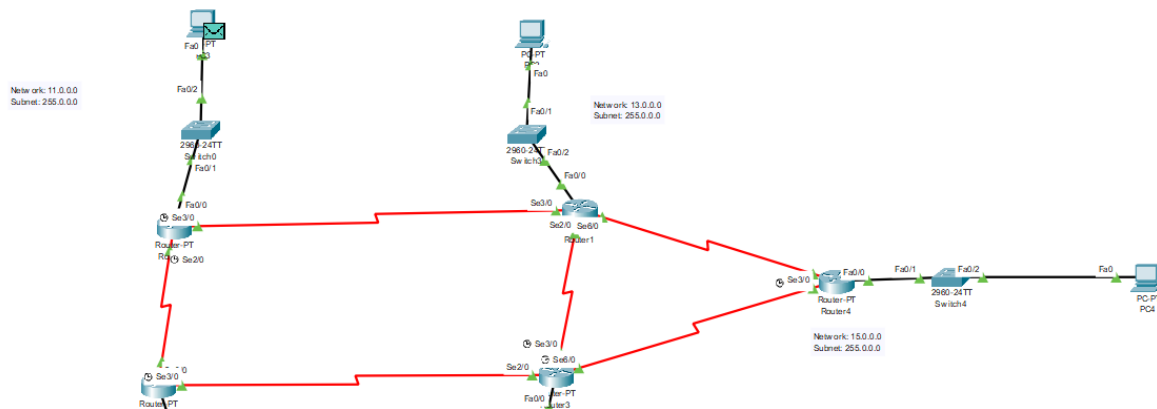 Fa0
PT
Network: 11.0.0.0
Subnet: 255.0.0.0
Fa0/2
2960-24TT
Switch0
Fa0/1
Fa0/0
Se3/0
Router-PT
Se2/0
PC-PT
Fa0
Fa0/1
Network: 13.0.0.0
Subnet: 255.0.0.0
Fa0/2
Fa0/0
Se3/0
Se2/0
Se6/0
Router1
Se3/0
Fa0/0
Fa0/1
Fa0/2
Fa0
Router-PT
Router4
2960-24TT
Switch4
PC4
Network: 15.0.0.0
Subnet: 255.0.0.0
Se3/0
Se2/0
Se6/0
Fa0/0
Se3/0
Router-PT